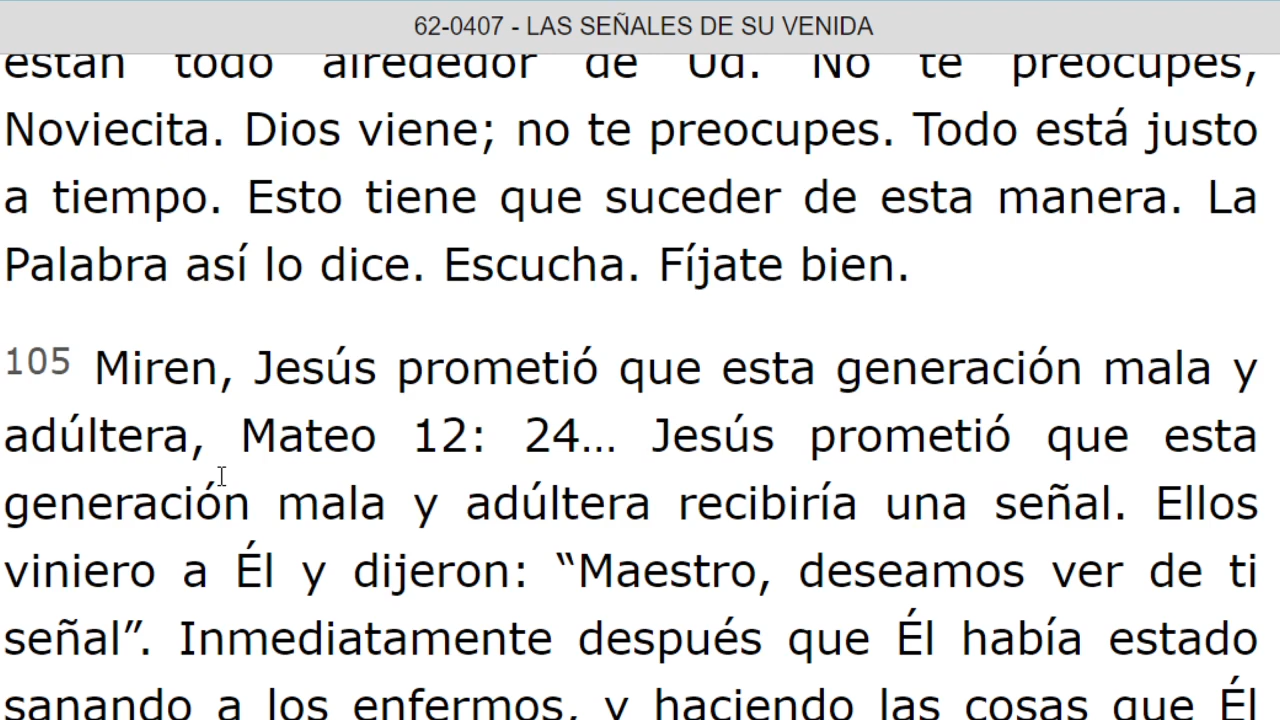 62-0407 - LAS SEÑALES DE SU VENIDA
están todo alrededor de Ud. No te preocupes,
Noviecita. Dios viene; no te preocupes. Todo está justo
a tiempo. Esto tiene que suceder de esta manera. La
Palabra así lo dice. Escucha. Fíjate bien.
105 Miren, Jesús prometió que esta generación mala y
adúltera, Mateo 12: 24… Jesús prometió que esta
generación mala y adúltera recibiría una señal. Ellos
viniero a Él y dijeron: “Maestro, deseamos ver de ti
señal”. Inmediatamente después que Él había estado
sanando a los enfermos, y haciendo las cosas que Él